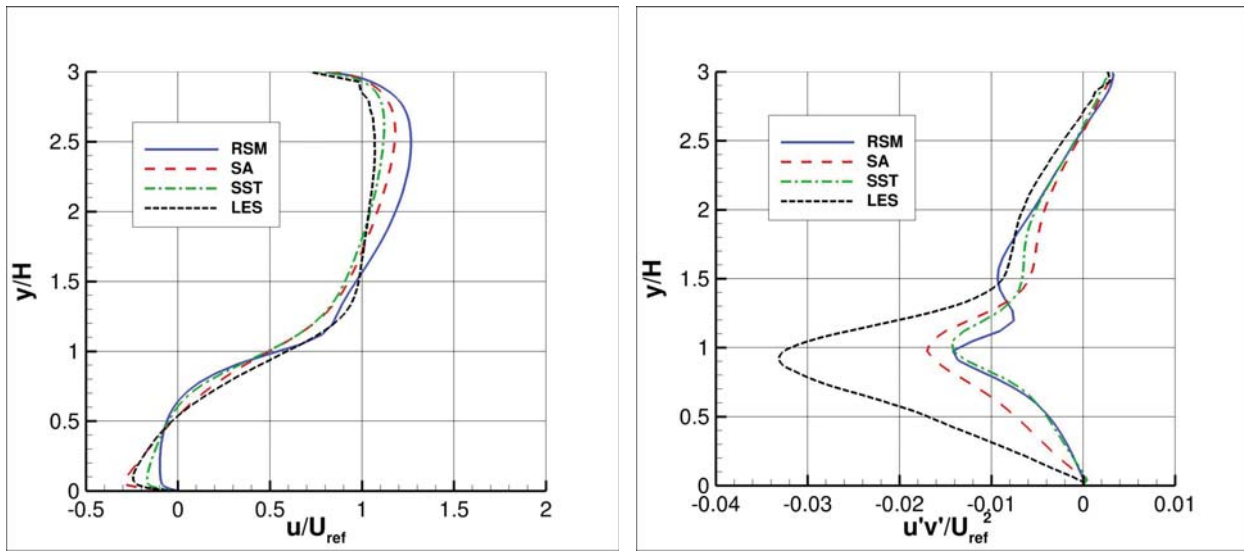 3
2.5
2
1.5
1
0.5
0
y/H
RSM
SA
SST
LES
-0.5 0 0.5 1 1.5 2
u/Uref
3
2.5
2
1.5
1
0.5
0
y/H
RSM
SA
SST
LES
-0.04 -0.03 -0.02 -0.01 0 0.01
u'v'/Uref²